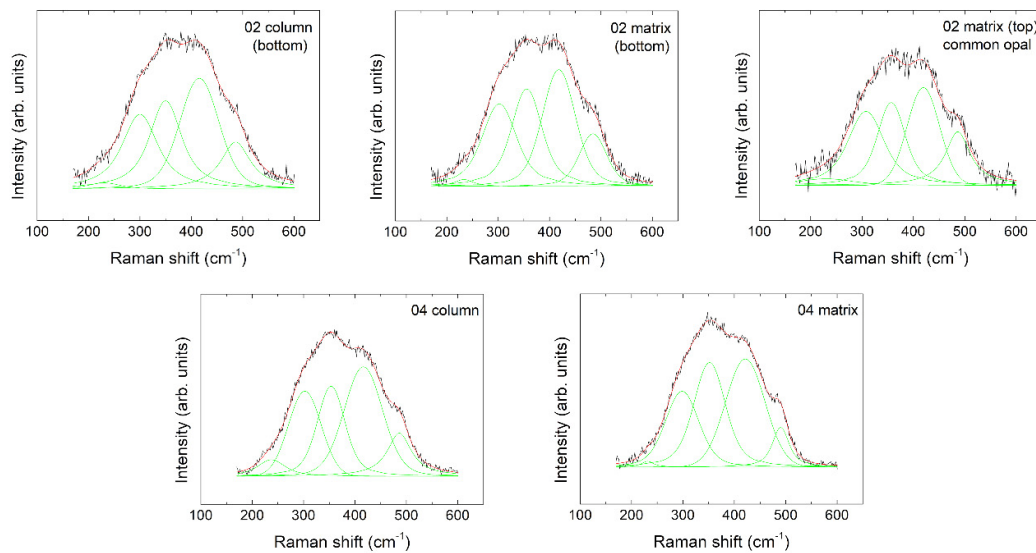 02 column
(bottom)
Intensity (arb. units)
100 200 300 400 500 600
Raman shift (cm⁻¹)
02 matrix
(bottom)
Intensity (arb. units)
100 200 300 400 500 600
Raman shift (cm⁻¹)
02 matrix (top)
common opal
Intensity (arb. units)
100 200 300 400 500 600
Raman shift (cm⁻¹)
04 column
Intensity (arb. units)
100 200 300 400 500 600
Raman shift (cm⁻¹)
04 matrix
Intensity (arb. units)
100 200 300 400 500 600
Raman shift (cm⁻¹)